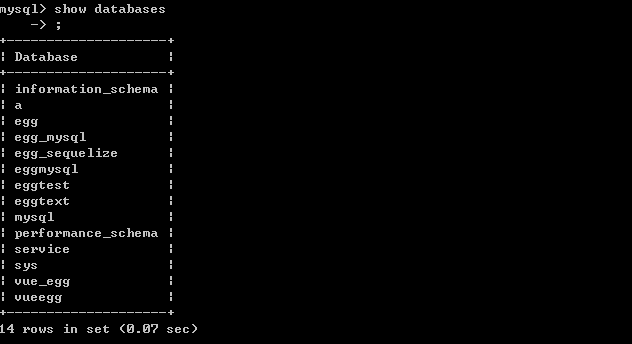 mysql> show databases
    -> ;
+--------------------+
¦ Database           ¦
+--------------------+
¦ information_schema ¦
¦ a                  ¦
¦ egg                ¦
¦ egg_mysql          ¦
¦ egg_sequelize      ¦
¦ eggmysql           ¦
¦ eggtest            ¦
¦ eggtext            ¦
¦ mysql              ¦
¦ performance_schema ¦
¦ service            ¦
¦ sys                ¦
¦ vue_egg            ¦
¦ vueegg             ¦
+--------------------+
14 rows in set (0.07 sec)